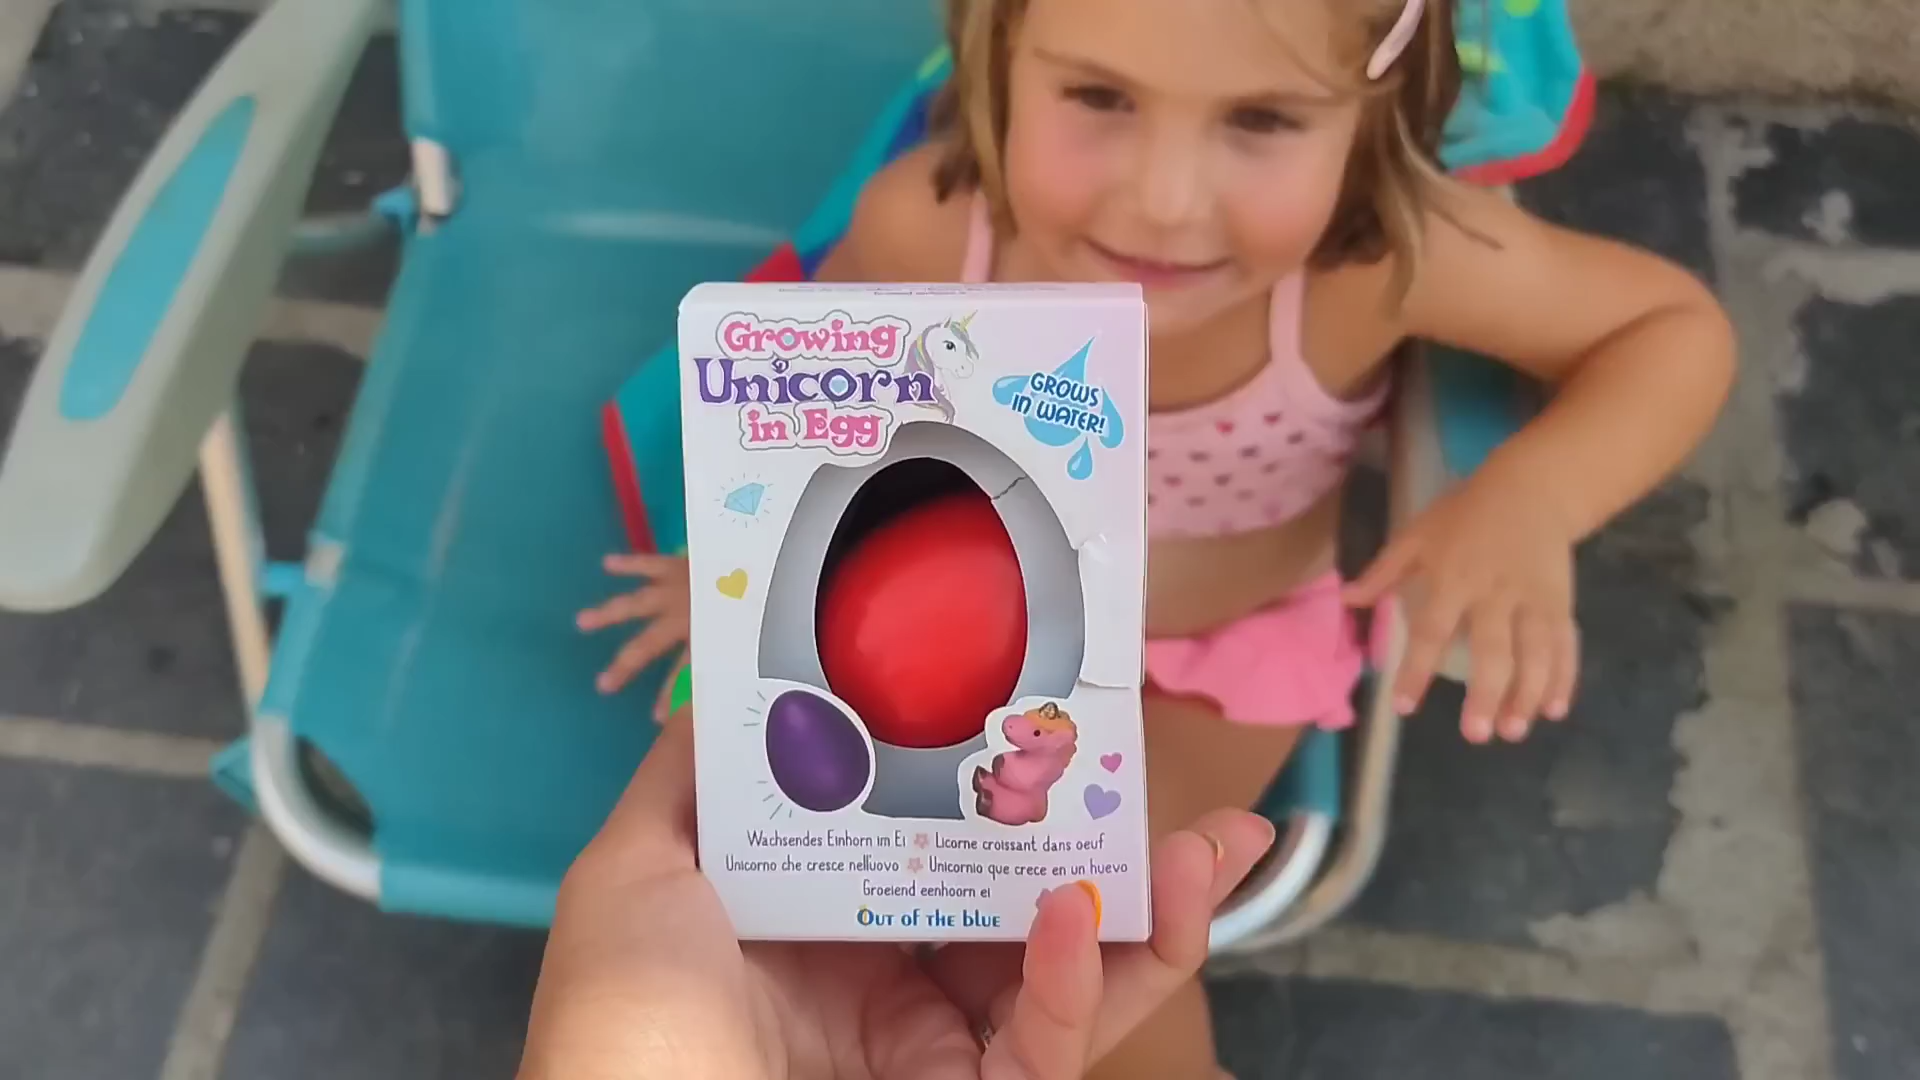 Growing
Unicorn
in Egg
GROWS
IN WATER!
Wachsendes Einhorn im Ei Licorne croissant dans oeuf
Unicorno che cresce nell'uovo Unicornio que crece en un huevo
Groeiend eenhoorn ei
OUT OF THE BLUE